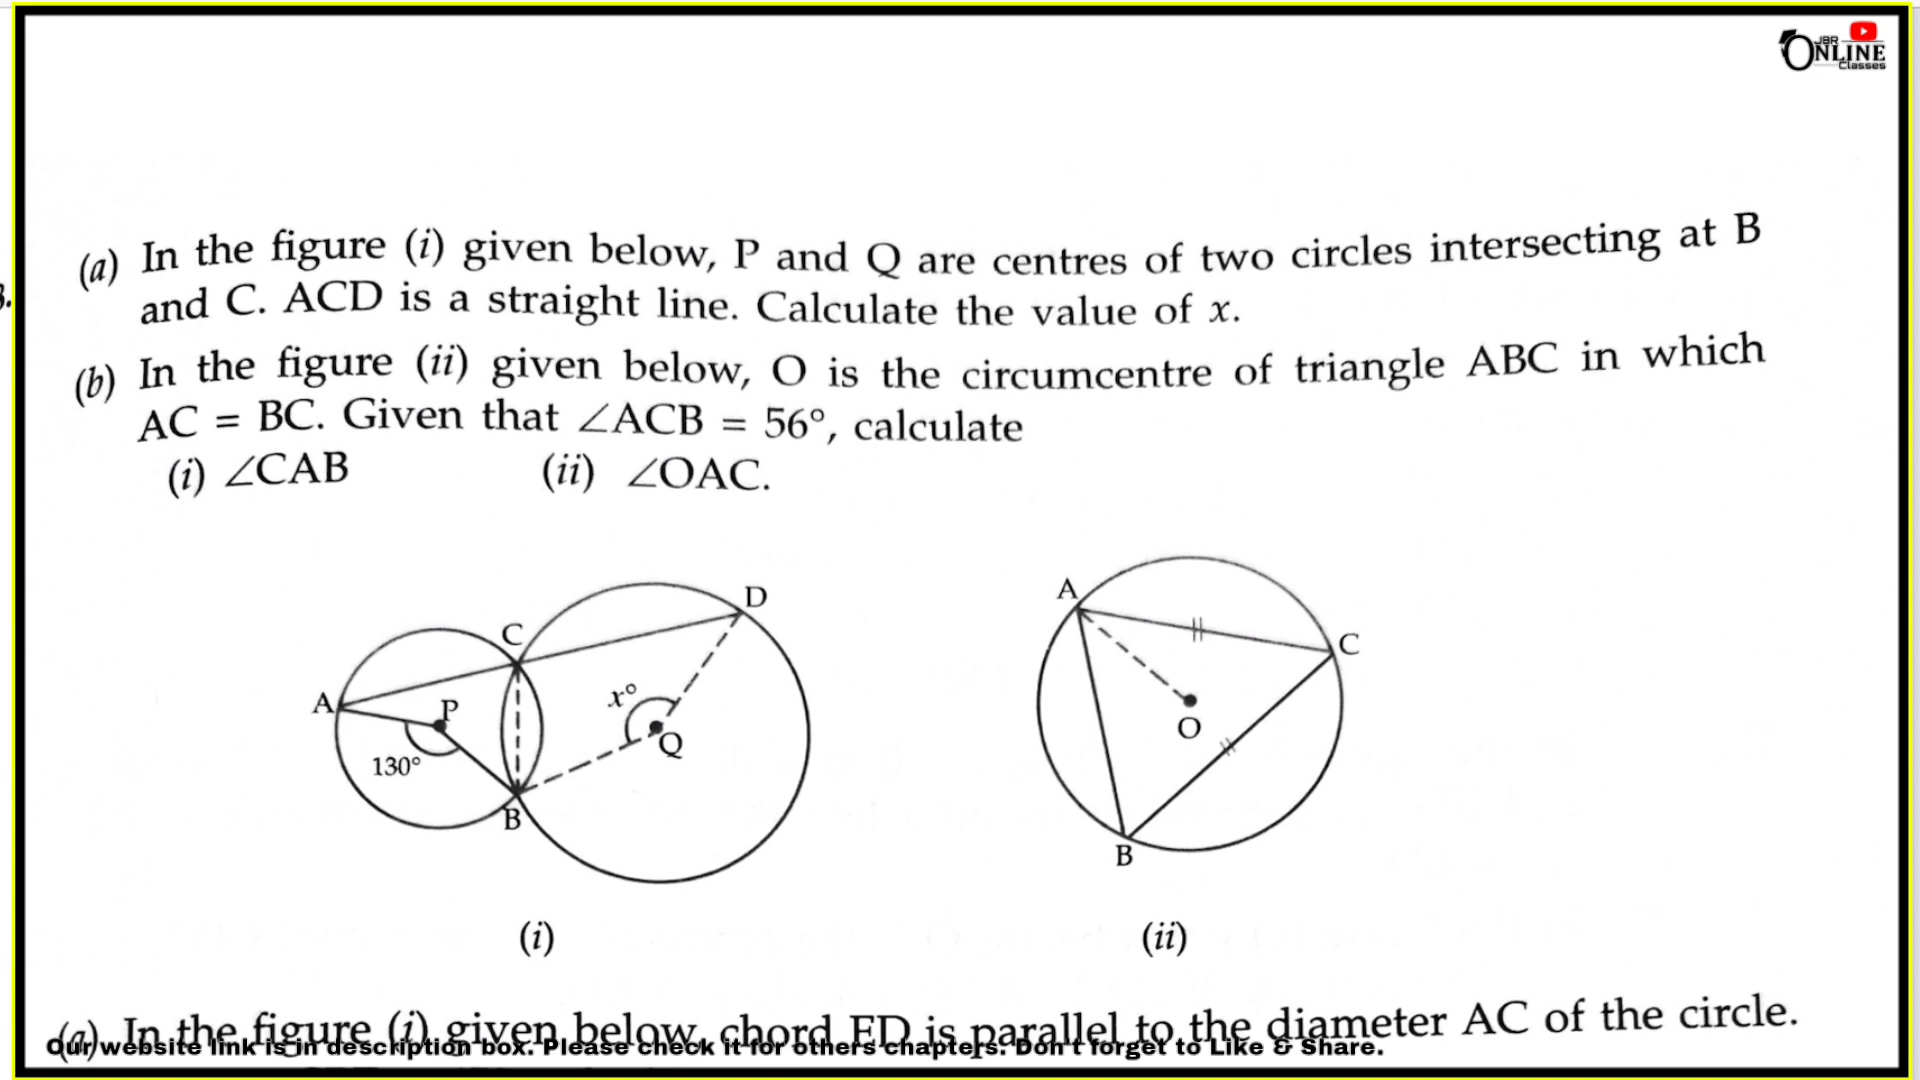 JBR
ONLINE
Classes
(a) In the figure (i) given below, P and Q are centres of two circles intersecting at B
3.
and C. ACD is a straight line. Calculate the value of x.
(b) In the figure (ii) given below, O is the circumcentre of triangle ABC in which
AC = BC. Given that ∠ACB = 56°, calculate
(i) ∠CAB (ii) ∠OAC.
D
A
C
C
x°
A
P
O
Q
130°
B
B
(i) (ii)
(a) In the figure (i) given below, chord ED is parallel to the diameter AC of the circle.
Our website link is in description box. Please check it for others chapters. Don't forget to Like & Share.